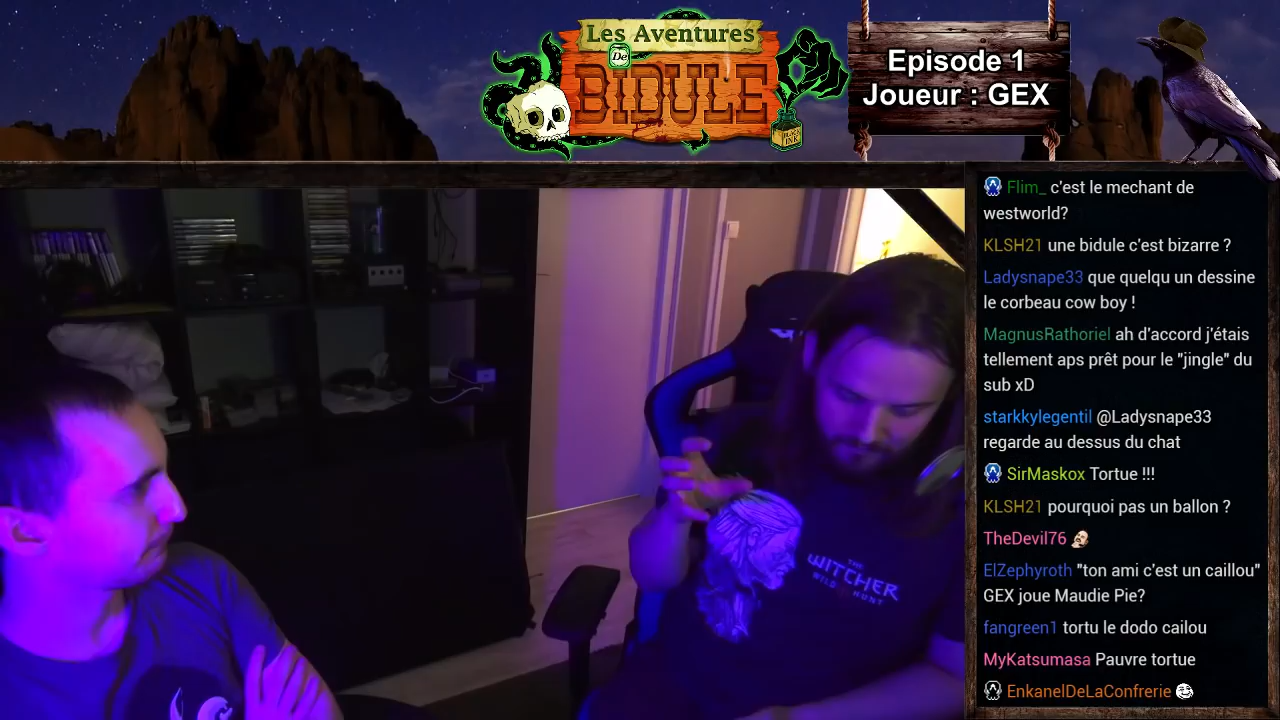 Les Aventures
De
BIDULE
BLACK
INK
Episode 1
Joueur : GEX
Flim_ c'est le mechant de
westworld?
KLSH21 une bidule c'est bizarre ?
Ladysnape33 que quelqu un dessine
le corbeau cow boy !
MagnusRathoriel ah d'accord j'étais
tellement aps prêt pour le "jingle" du
sub xD
starkkylegentil @Ladysnape33
regarde au dessus du chat
SirMaskox Tortue !!!
KLSH21 pourquoi pas un ballon ?
TheDevil76
ElZephyroth "ton ami c'est un caillou"
GEX joue Maudie Pie?
fangreen1 tortu le dodo cailou
MyKatsumasa Pauvre tortue
EnkanelDeLaConfrerie
THE
WITCHER
WILD HUNT